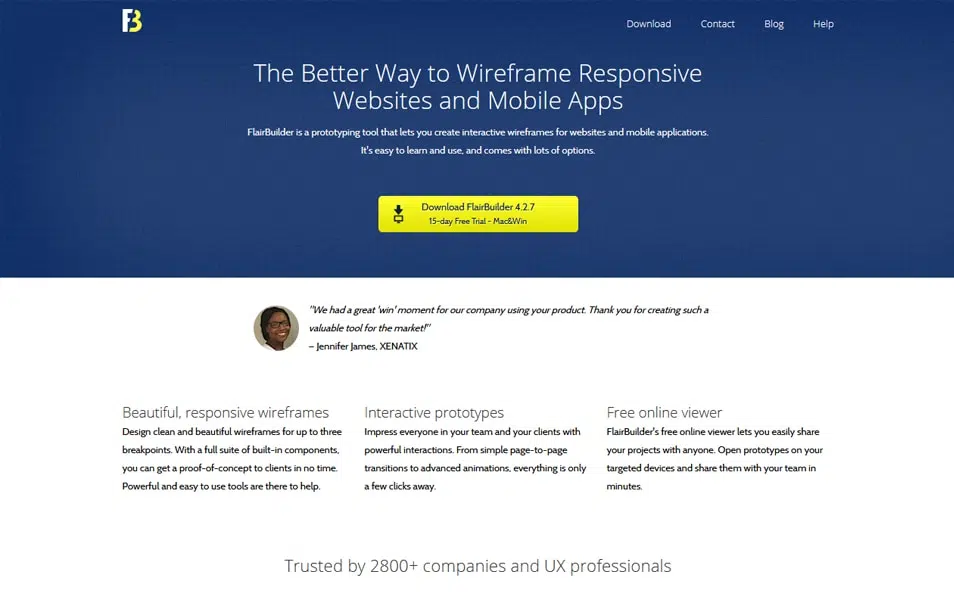 FB
Download Contact Blog Help
The Better Way to Wireframe Responsive
Websites and Mobile Apps
FlairBuilder is a prototyping tool that lets you create interactive wireframes for websites and mobile applications.
It's easy to learn and use, and comes with lots of options.
Download FlairBuilder 4.2.7
15-day Free Trial - Mac&Win
"We had a great 'win' moment for our company using your product. Thank you for creating such a
valuable tool for the market!"
– Jennifer James, XENATIX
Beautiful, responsive wireframes
Design clean and beautiful wireframes for up to three
breakpoints. With a full suite of built-in components,
you can get a proof-of-concept to clients in no time.
Powerful and easy to use tools are there to help.
Interactive prototypes
Impress everyone in your team and your clients with
powerful interactions. From simple page-to-page
transitions to advanced animations, everything is only
a few clicks away.
Free online viewer
FlairBuilder's free online viewer lets you easily share
your projects with anyone. Open prototypes on your
targeted devices and share them with your team in
minutes.
Trusted by 2800+ companies and UX professionals